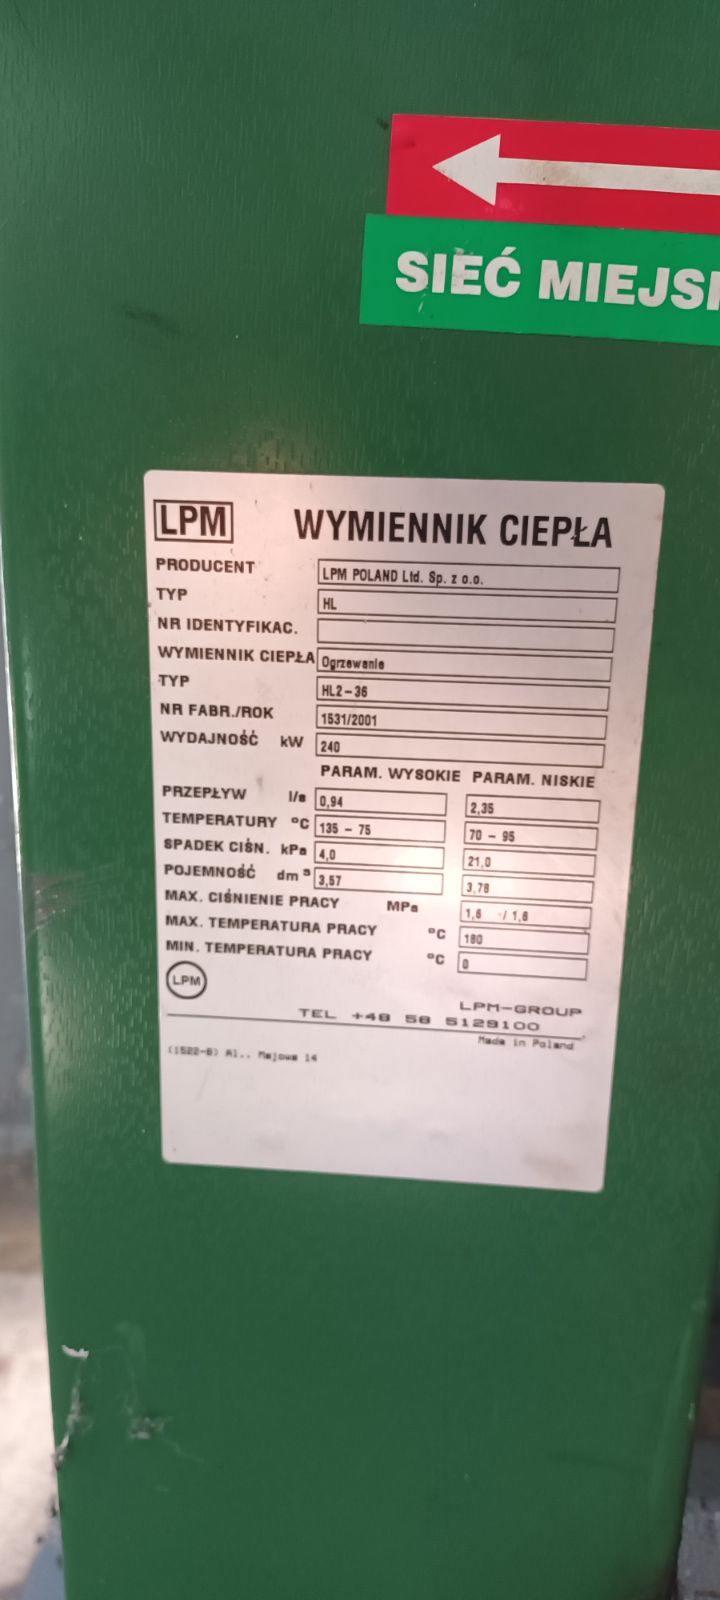 SIEĆ
LPM WYMIENNIK CIEPŁA
PRODUCENT LPM POLAND Ltd. Sp. z o.o.
TYP HL
NR IDENTYFIKAC.
WYMIENNIK CIEPŁA Ogrzewanie
TYP HL2-36
NR FABR./ROK 1531/2001
WYDAJNOŚĆ kW 240
PARAM. WYSOKIE PARAM. NISKIE
PRZEPŁYW l/s 0,94 2,35
TEMPERATURY °C 135 - 75 70 - 95
SPADEK CIŚN. kPa 4,0 21,0
POJEMNOŚĆ dm³ 3,57 3,78
MAX. CIŚNIENIE PRACY MPa 1,6 / 1,6
MAX. TEMPERATURA PRACY °C 180
MIN. TEMPERATURA PRACY °C 0
LPM
LPM-GROUP
TEL +48 58 5129100
Made in Poland
(1522-B) Al.. Majowa 14